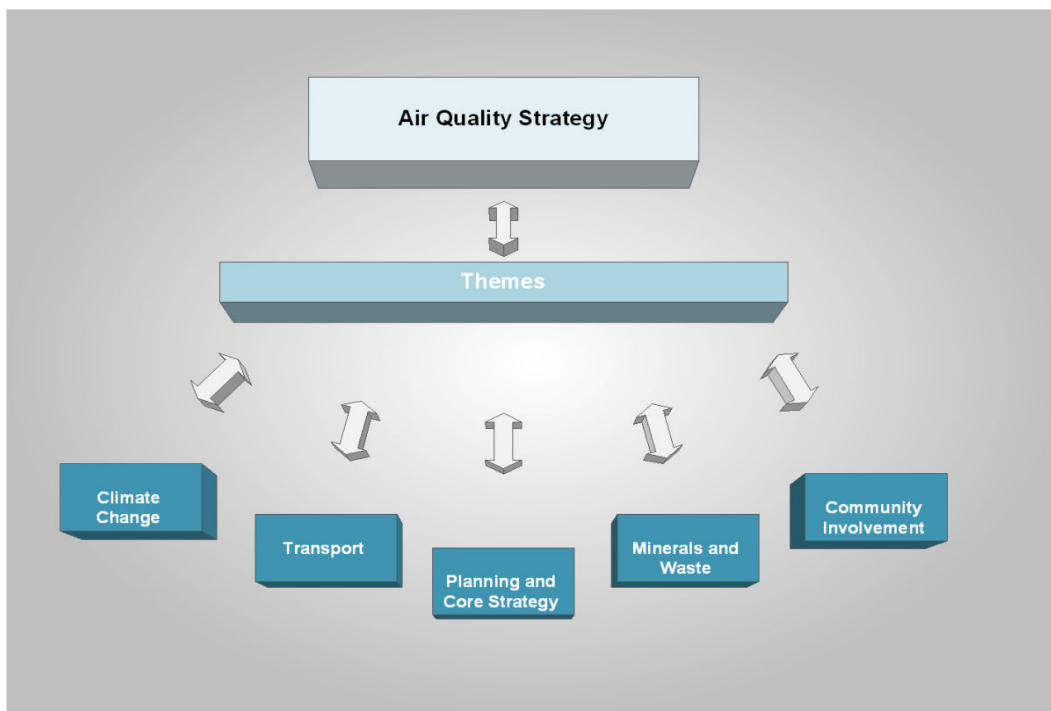 Air Quality Strategy
Themes
Climate
Change
Transport
Planning and
Core Strategy
Minerals and
Waste
Community
Involvement